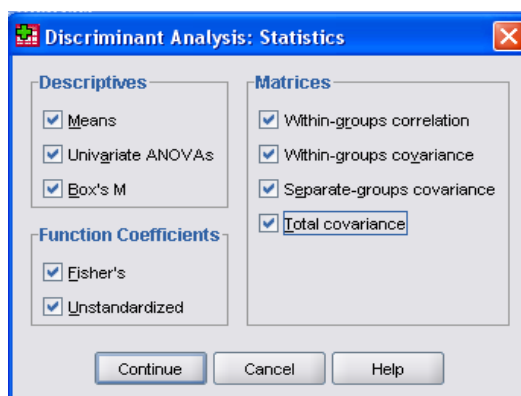 Discriminant Analysis: Statistics
Descriptives
Means
Univariate ANOVAs
Box's M
Function Coefficients
Fisher's
Unstandardized
Matrices
Within-groups correlation
Within-groups covariance
Separate-groups covariance
Total covariance
Continue
Cancel
Help